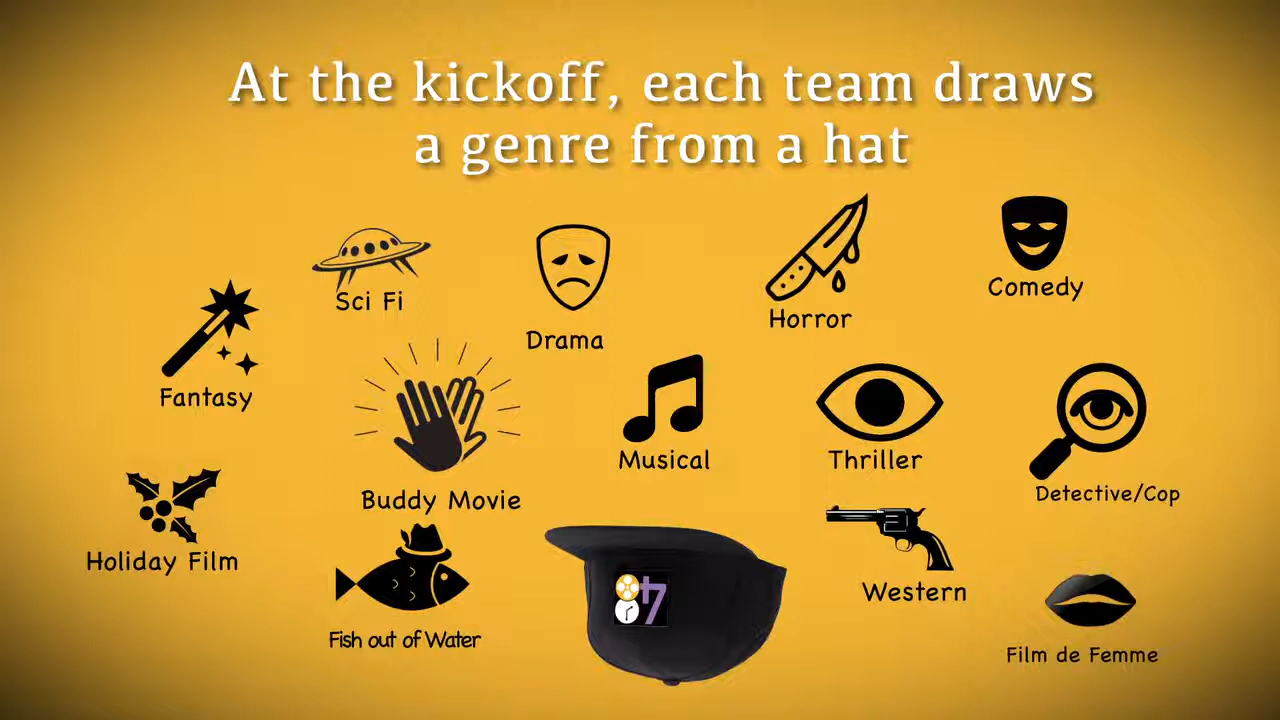 At the kickoff, each team draws
a genre from a hat
Sci Fi
Drama
Horror
Comedy
Fantasy
Buddy Movie
Musical
Thriller
Detective/Cop
Holiday Film
Fish out of Water
Western
Film de Femme